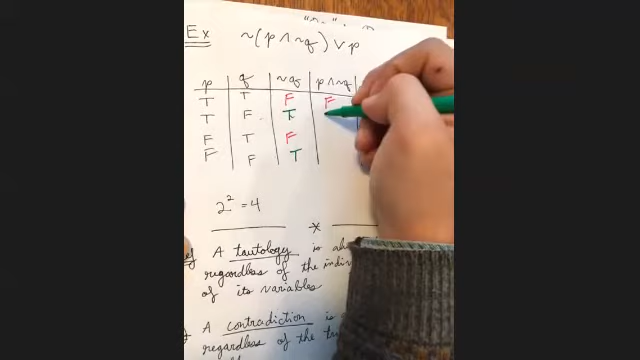 Ex ~(p ∧ ~q) ∨ p
p q ~q p ∧ ~q
T T F F
T F T
F T F
F F T
2² = 4
*
A tautology is
regardless of the
of its variables
A contradiction is
regardless of the